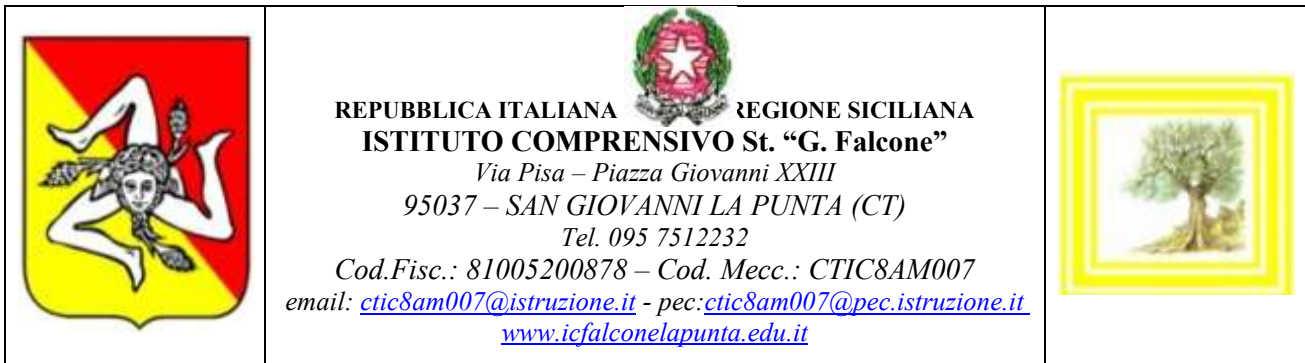 REPUBBLICA ITALIANA REGIONE SICILIANA
ISTITUTO COMPRENSIVO St. “G. Falcone”
Via Pisa – Piazza Giovanni XXIII
95037 – SAN GIOVANNI LA PUNTA (CT)
Tel. 095 7512232
Cod.Fisc.: 81005200878 – Cod. Mecc.: CTIC8AM007
email: ctic8am007@istruzione.it - pec:ctic8am007@pec.istruzione.it
www.icfalconelapunta.edu.it